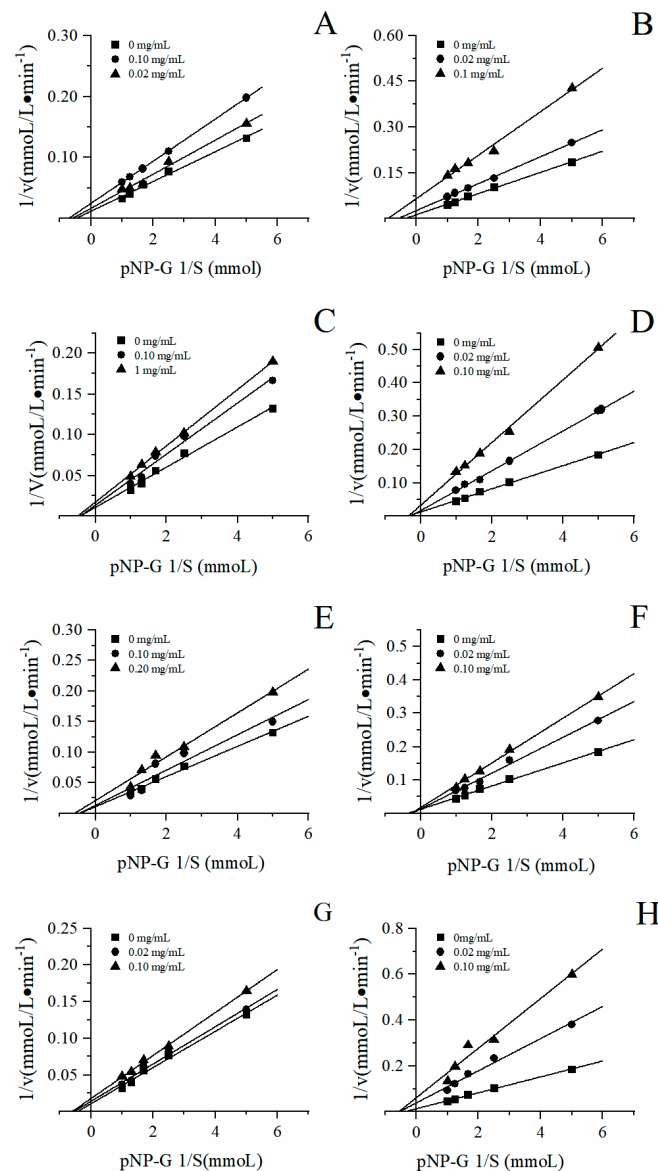 A
0.30
0.20
0.10
1/v(mmoL/L●min⁻¹)
0 mg/mL
0.10 mg/mL
0.02 mg/mL
0 2 4 6
pNP-G 1/S (mmol)
B
0.60
0.45
0.30
0.15
1/v(mmoL/L●min⁻¹)
0 mg/mL
0.02 mg/mL
0.1 mg/mL
0 2 4 6
pNP-G 1/S (mmoL)
C
0.20
0.15
0.10
0.05
1/V(mmoL/L●min⁻¹)
0 mg/mL
0.10 mg/mL
1 mg/mL
0 2 4 6
pNP-G 1/S (mmoL)
D
0.50
0.40
0.30
0.20
0.10
1/v(mmoL/L●min⁻¹)
0 mg/mL
0.02 mg/mL
0.10 mg/mL
0 2 4 6
pNP-G 1/S (mmoL)
E
0.30
0.25
0.20
0.15
0.10
0.05
1/v(mmoL/L●min⁻¹)
0 mg/mL
0.10 mg/mL
0.20 mg/mL
0 2 4 6
pNP-G 1/S (mmoL)
F
0.5
0.4
0.3
0.2
0.1
1/v(mmoL/L●min⁻¹)
0 mg/mL
0.02 mg/mL
0.10 mg/mL
0 2 4 6
pNP-G 1/S (mmoL)
G
0.25
0.20
0.15
0.10
0.05
1/v(mmoL/L●min⁻¹)
0 mg/mL
0.02 mg/mL
0.10 mg/mL
0 2 4 6
pNP-G 1/S(mmoL)
H
0.8
0.6
0.4
0.2
1/v(mmoL/L●min⁻¹)
0mg/mL
0.02 mg/mL
0.10 mg/mL
0 2 4 6
pNP-G 1/S (mmoL)